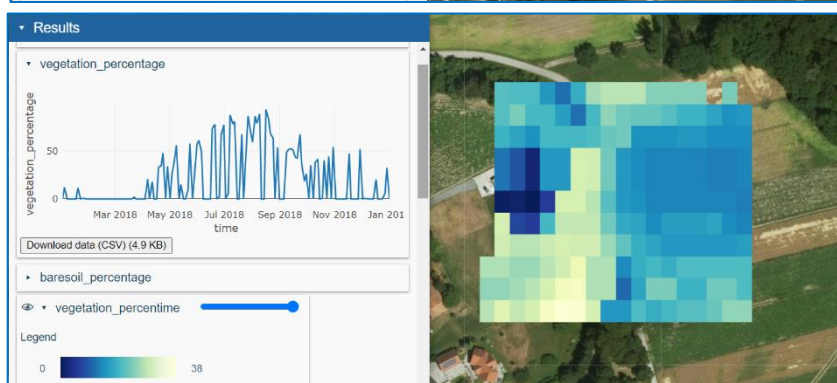 Results
vegetation_percentage
vegetation_percentage
50
0
Mar 2018 May 2018 Jul 2018 Sep 2018 Nov 2018 Jan 201
time
Download data (CSV) (4.9 KB)
baresoil_percentage
vegetation_percentime
Legend
0 38